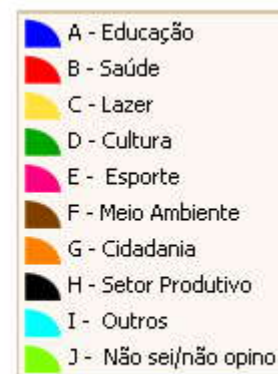 A - Educação
B - Saúde
C - Lazer
D - Cultura
E - Esporte
F - Meio Ambiente
G - Cidadania
H - Setor Produtivo
I - Outros
J - Não sei/não opino